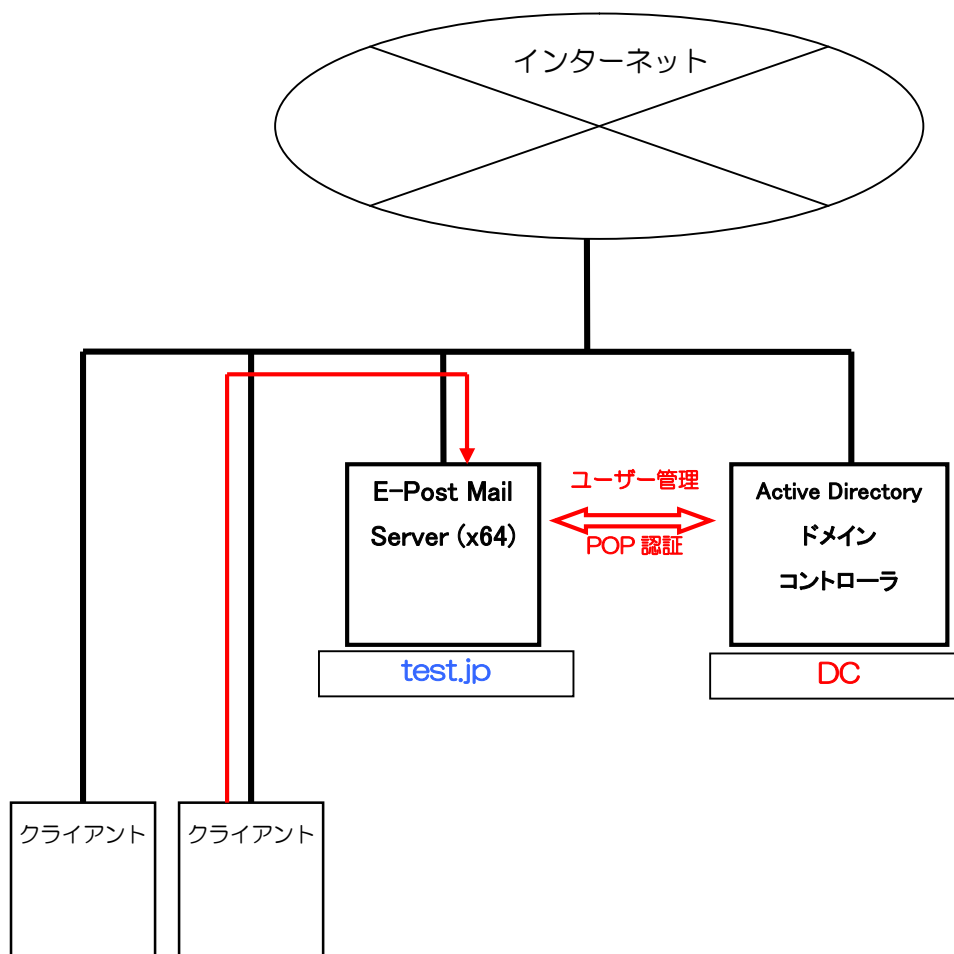 インターネット
E-Post Mail
Server (x64)
ユーザー管理
POP 認証
Active Directory
ドメイン
コントローラ
test.jp
DC
クライアント
クライアント